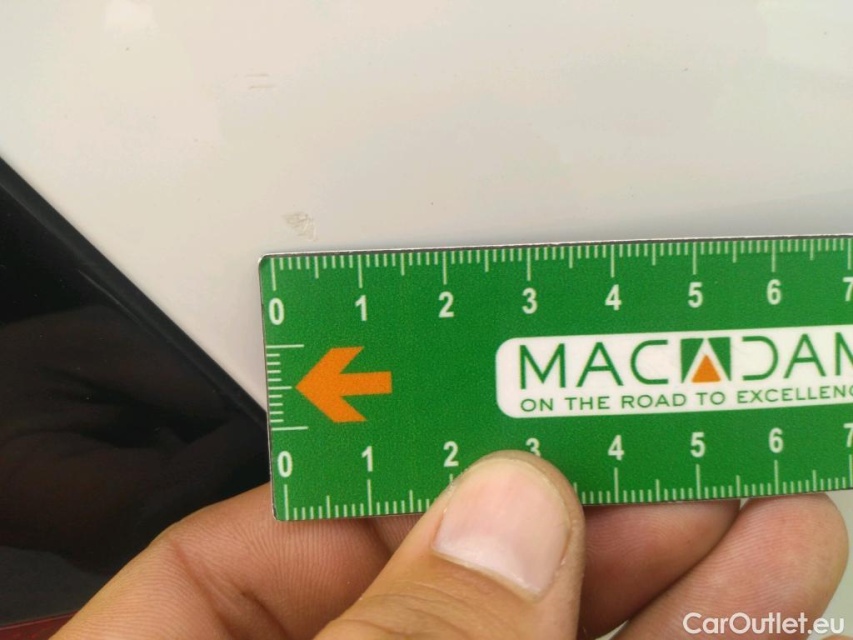 0 1 2 3 4 5 6 7
MACADAM
ON THE ROAD TO EXCELLENC
0 1 2 3 4 5 6 7
CarOutlet.eu